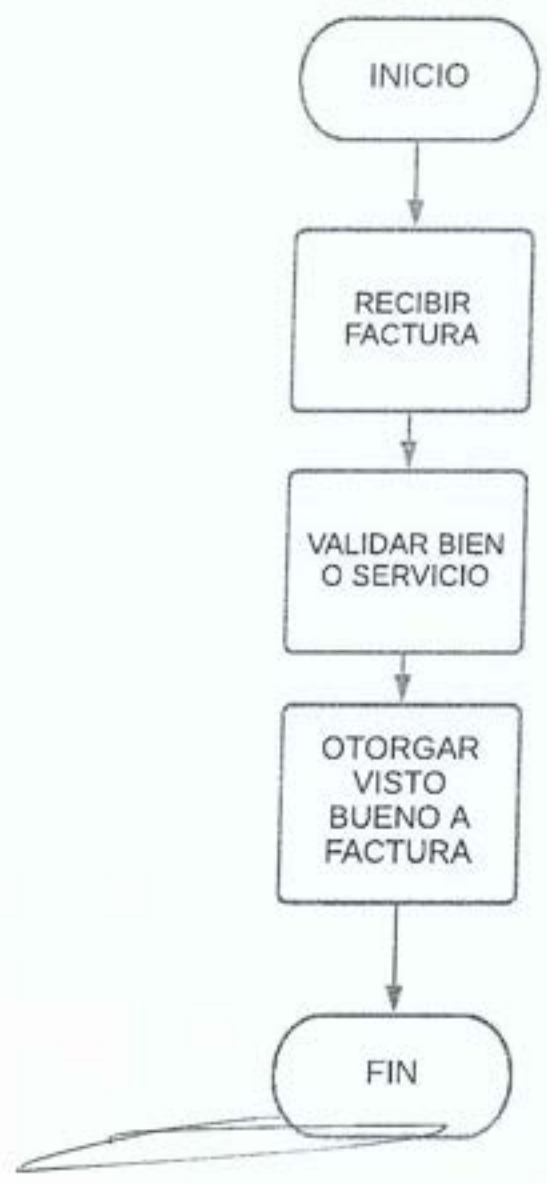 INICIO
RECIBIR
FACTURA
VALIDAR BIEN
O SERVICIO
OTORGAR
VISTO
BUENO A
FACTURA
FIN